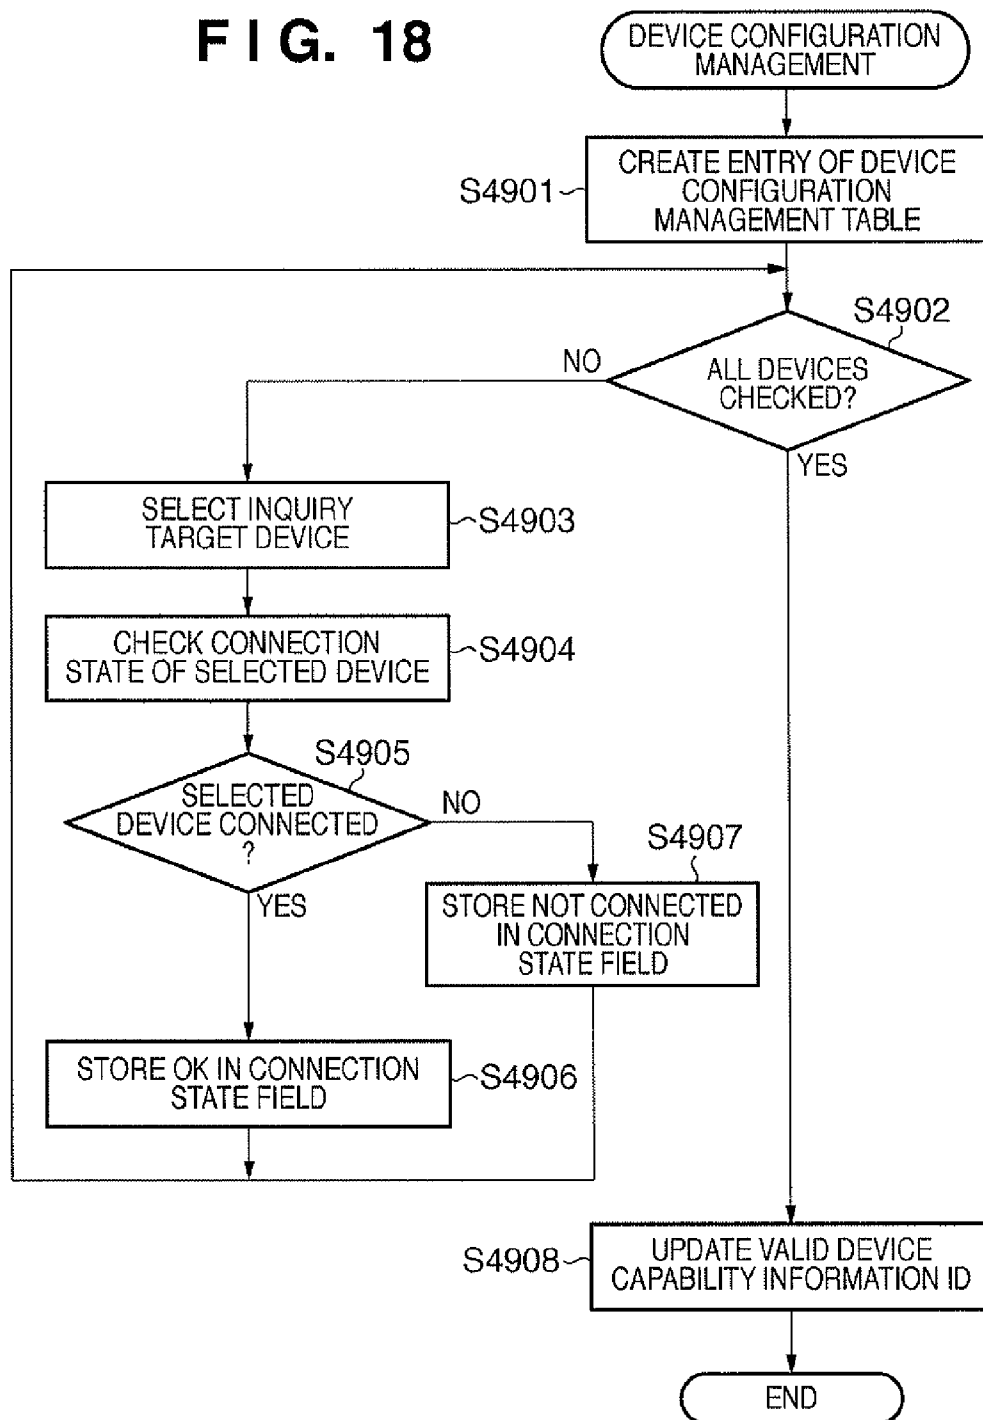 FIG. 18
DEVICE CONFIGURATION
MANAGEMENT
S4901
CREATE ENTRY OF DEVICE
CONFIGURATION
MANAGEMENT TABLE
S4902
NO
ALL DEVICES
CHECKED?
YES
SELECT INQUIRY
TARGET DEVICE
S4903
CHECK CONNECTION
STATE OF SELECTED DEVICE
S4904
S4905
SELECTED
DEVICE CONNECTED
?
NO
YES
S4907
STORE NOT CONNECTED
IN CONNECTION
STATE FIELD
STORE OK IN CONNECTION
STATE FIELD
S4906
S4908
UPDATE VALID DEVICE
CAPABILITY INFORMATION ID
END